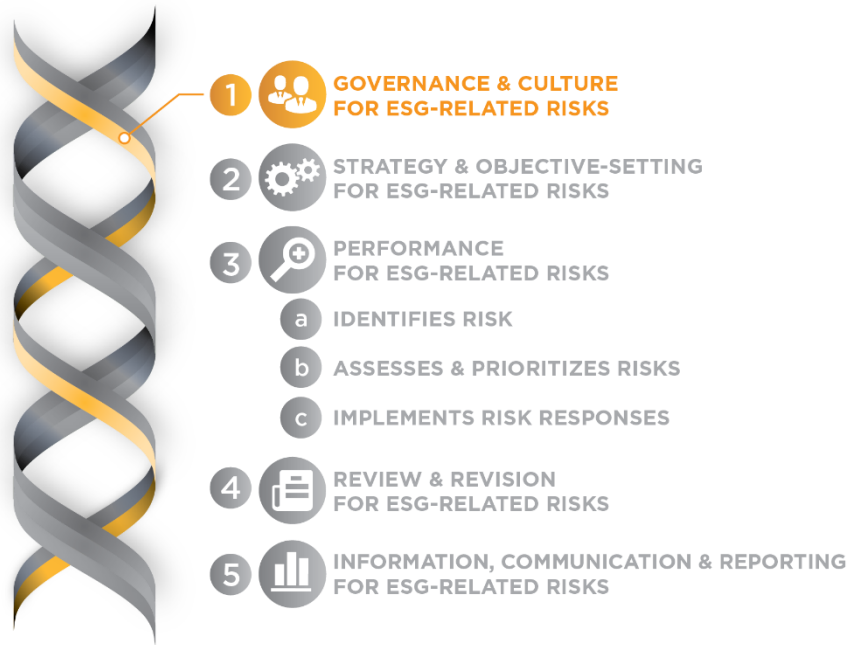 1
GOVERNANCE & CULTURE
FOR ESG-RELATED RISKS
2
STRATEGY & OBJECTIVE-SETTING
FOR ESG-RELATED RISKS
3
PERFORMANCE
FOR ESG-RELATED RISKS
a IDENTIFIES RISK
b ASSESSES & PRIORITIZES RISKS
c IMPLEMENTS RISK RESPONSES
4
REVIEW & REVISION
FOR ESG-RELATED RISKS
5
INFORMATION, COMMUNICATION & REPORTING
FOR ESG-RELATED RISKS